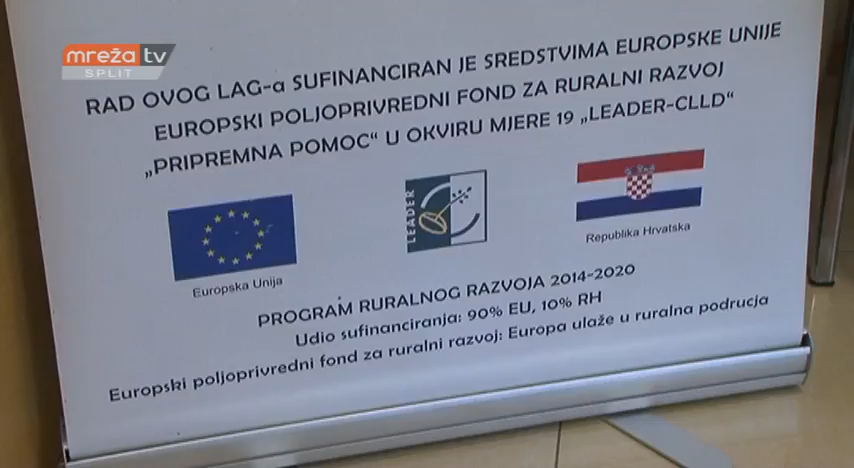 mreža tv
SPLIT
RAD OVOG LAG-a SUFINANCIRAN JE SREDSTVIMA EUROPSKE UNIJE
EUROPSKI POLJOPRIVREDNI FOND ZA RURALNI RAZVOJ
„PRIPREMNA POMOC“ U OKVIRU MJERE 19 „LEADER-CLLD“
LEADER
Europska Unija
Republika Hrvatska
PROGRAM RURALNOG RAZVOJA 2014-2020
Udio sufinanciranja: 90% EU, 10% RH
Europski poljoprivredni fond za ruralni razvoj: Europa ulaže u ruralna podrucja